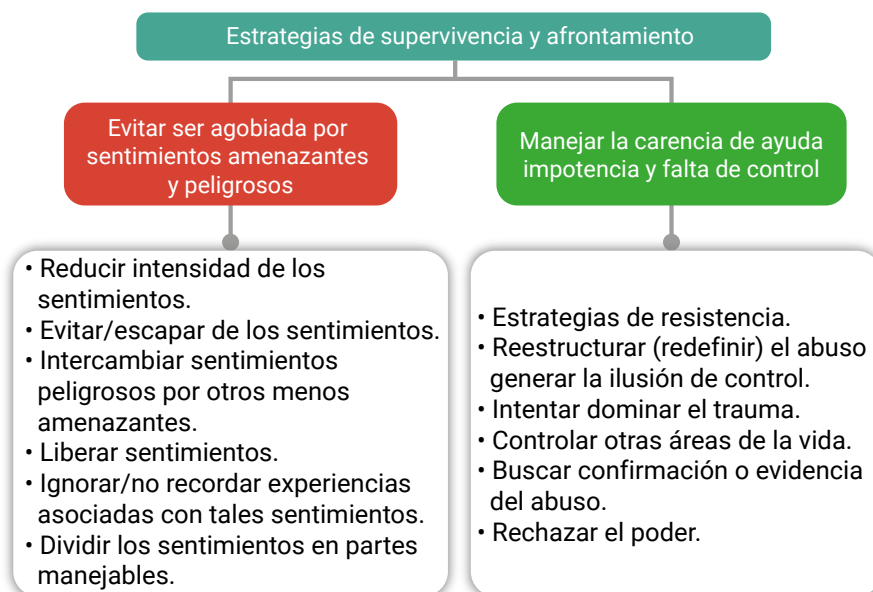 Estrategias de supervivencia y afrontamiento
Evitar ser agobiada por
sentimientos amenazantes
y peligrosos
Manejar la carencia de ayuda
impotencia y falta de control
• Reducir intensidad de los
sentimientos.
• Evitar/escapar de los sentimientos.
• Intercambiar sentimientos
peligrosos por otros menos
amenazantes.
• Liberar sentimientos.
• Ignorar/no recordar experiencias
asociadas con tales sentimientos.
• Dividir los sentimientos en partes
manejables.
• Estrategias de resistencia.
• Reestructurar (redefinir) el abuso
generar la ilusión de control.
• Intentar dominar el trauma.
• Controlar otras áreas de la vida.
• Buscar confirmación o evidencia
del abuso.
• Rechazar el poder.